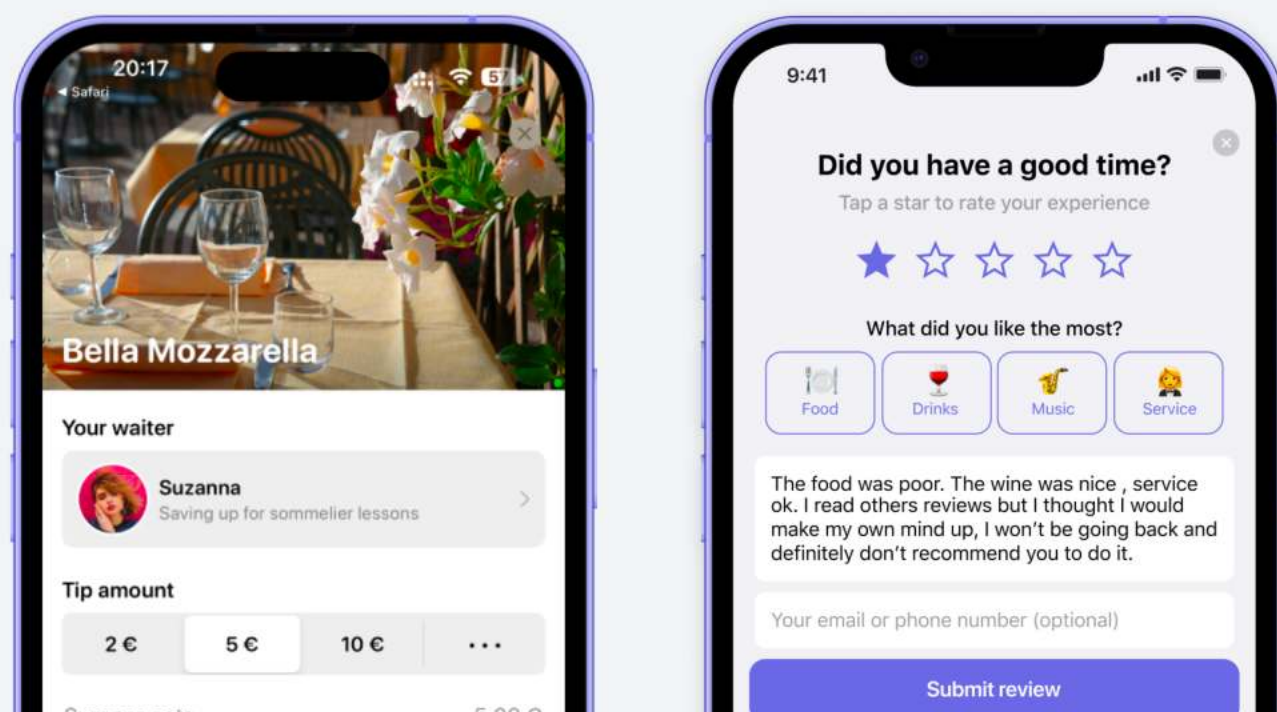 20:17
57
◂ Safari
Bella Mozzarella
Your waiter
Suzanna
Saving up for sommelier lessons
Tip amount
2 €
5 €
10 €
...
9:41
Did you have a good time?
Tap a star to rate your experience
What did you like the most?
Food
Drinks
Music
Service
The food was poor. The wine was nice , service
ok. I read others reviews but I thought I would
make my own mind up, I won't be going back and
definitely don't recommend you to do it.
Your email or phone number (optional)
Submit review